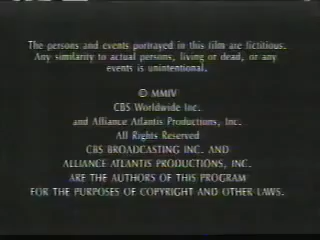 The persons and events portrayed in this film are fictitious.
Any similarity to actual persons, living or dead, or any
events is unintentional.
© MMIV
CBS Worldwide Inc.
and Alliance Atlantis Productions, Inc.
All Rights Reserved
CBS BROADCASTING INC. AND
ALLIANCE ATLANTIS PRODUCTIONS, INC.
ARE THE AUTHORS OF THIS PROGRAM
FOR THE PURPOSES OF COPYRIGHT AND OTHER LAWS.